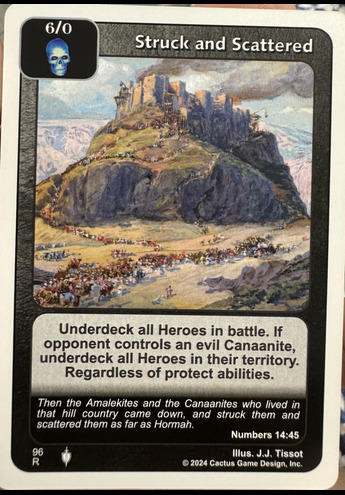 6/0
Struck and Scattered
Underdeck all Heroes in battle. If
opponent controls an evil Canaanite,
underdeck all Heroes in their territory.
Regardless of protect abilities.
Then the Amalekites and the Canaanites who lived in
that hill country came down, and struck them and
scattered them as far as Hormah.
Numbers 14:45
96
R
Illus. J.J. Tissot
© 2024 Cactus Game Design, Inc.